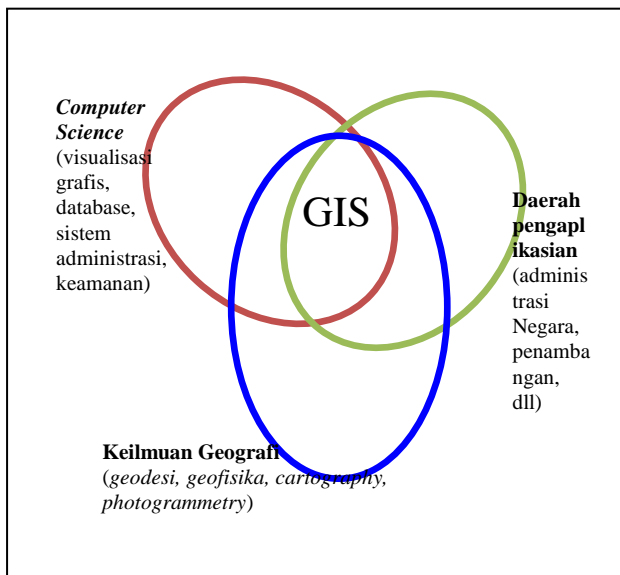 Computer
Science
(visualisasi
grafis,
database,
sistem
administrasi,
keamanan)
GIS
Daerah
pengapl
ikasian
(adminis
trasi
Negara,
penamba
ngan,
dll)
Keilmuan Geografi
(geodesi, geofisika, cartography,
photogrammetry)